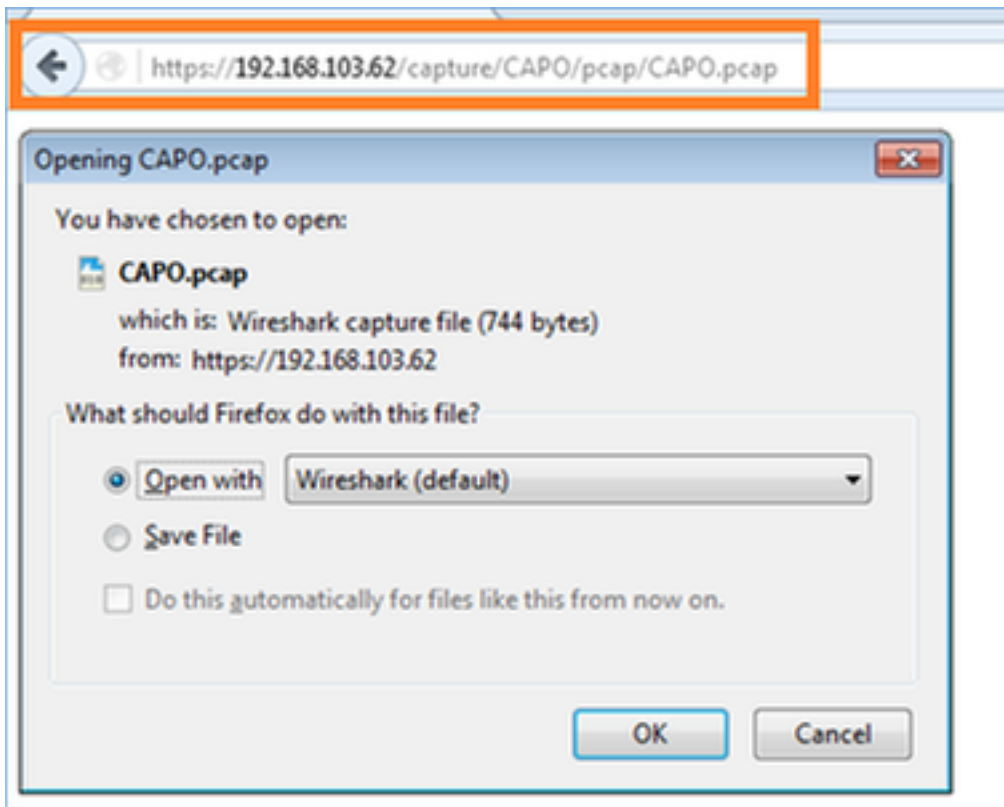 https://192.168.103.62/capture/CAPO/pcap/CAPO.pcap
Opening CAPO.pcap
You have chosen to open:
CAPO.pcap
which is: Wireshark capture file (744 bytes)
from: https://192.168.103.62
What should Firefox do with this file?
Open with Wireshark (default)
Save File
Do this automatically for files like this from now on.
OK Cancel